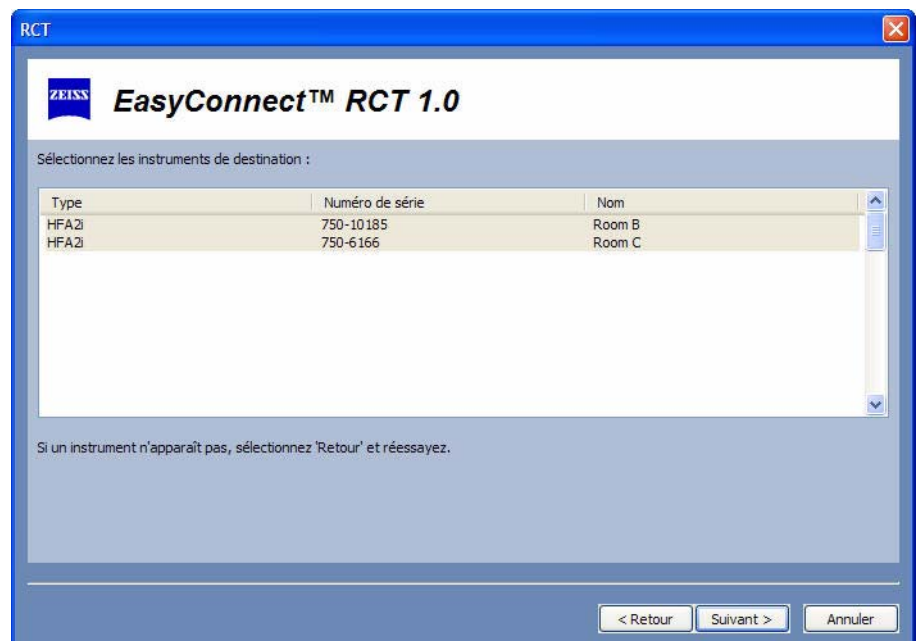 RCT
ZEISS
EasyConnect™ RCT 1.0
Sélectionnez les instruments de destination :
Type Numéro de série Nom
HFA2i 750-10185 Room B
HFA2i 750-6166 Room C
Si un instrument n'apparaît pas, sélectionnez 'Retour' et réessayez.
< Retour Suivant > Annuler